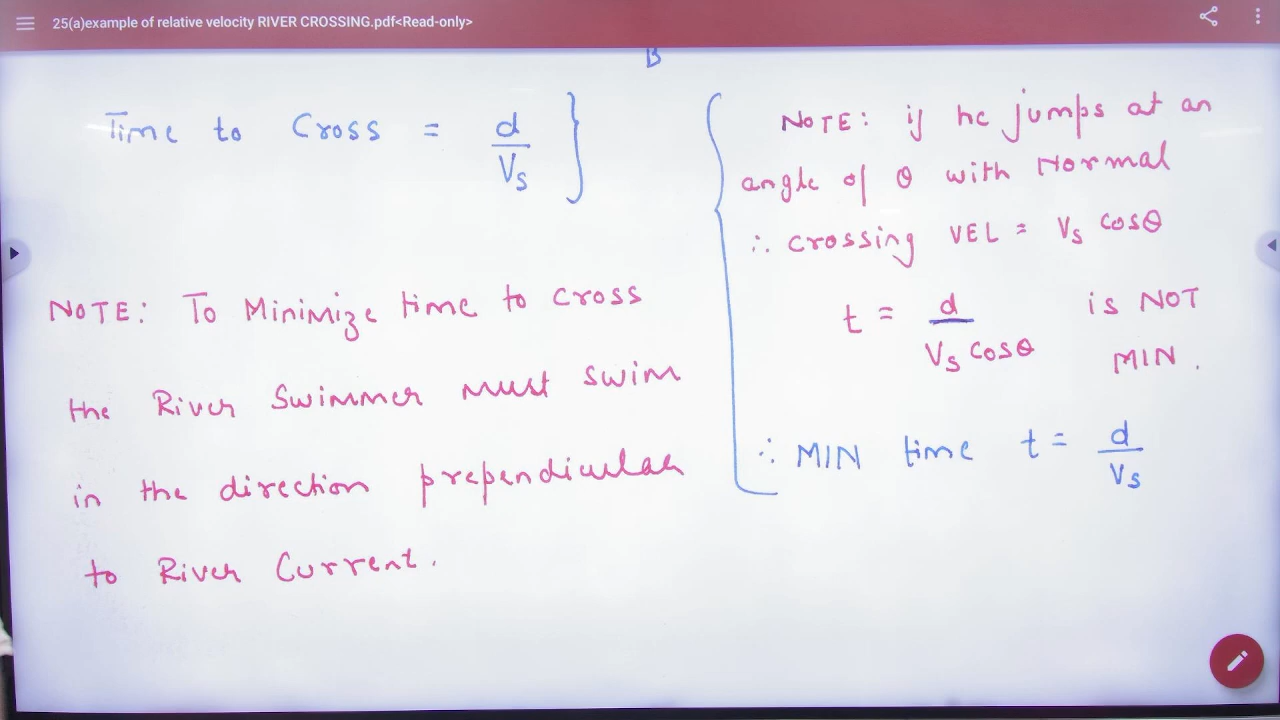 25(a)example of relative velocity RIVER CROSSING.pdf<Read-only>
B
Time to Cross = d/Vs }
NOTE: To Minimize time to cross
the River Swimmer must swim
in the direction prependicular
to River Current.
NOTE: if he jumps at an
angle of θ with Normal
∴ crossing VEL = Vs cosθ
t = d/Vs cosθ is NOT
MIN.
∴ MIN time t = d/Vs